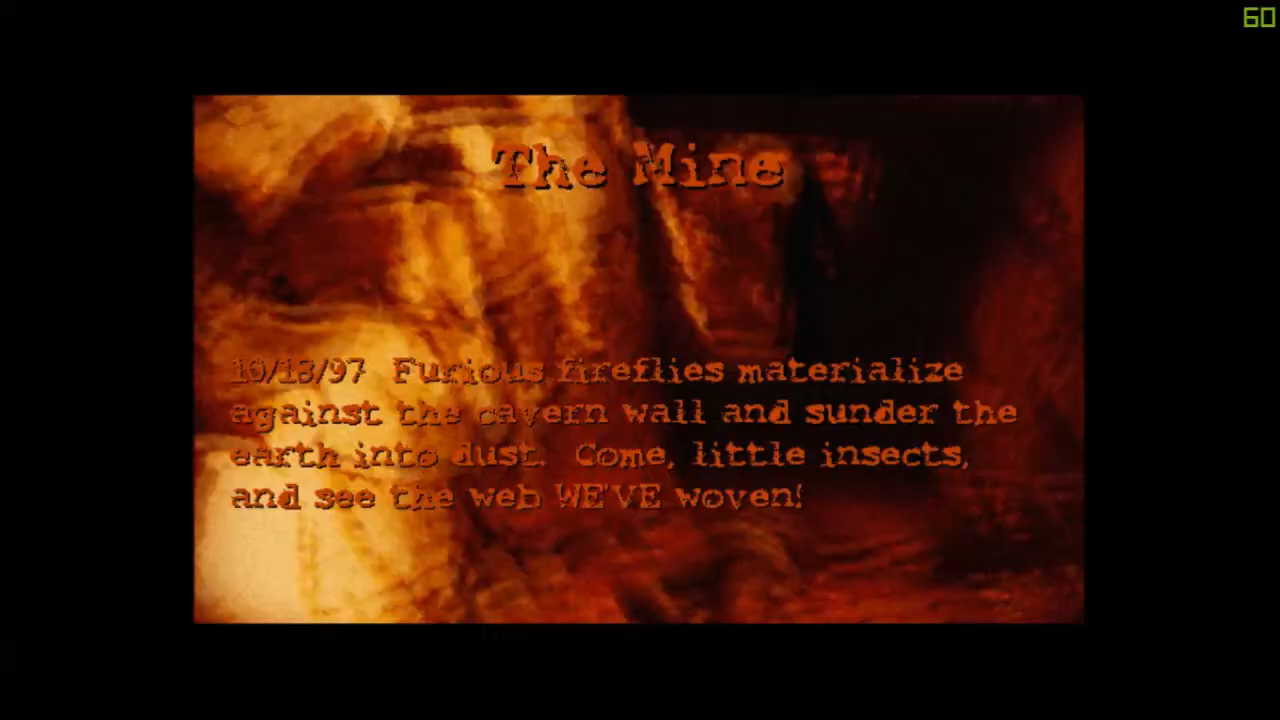 60
The Mine
10/13/97 Furious fireflies materialize
against the cavern wall and sunder the
earth into dust. Come, little insects,
and see the web WE'VE woven!